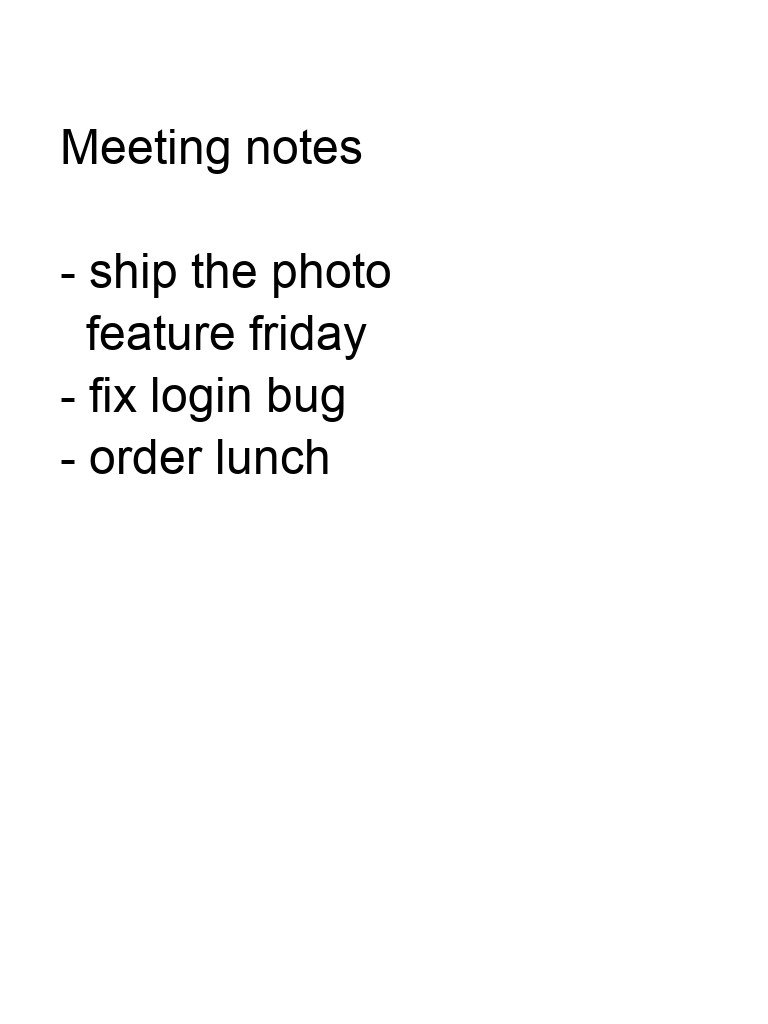 Meeting notes
- ship the photo
feature friday
- fix login bug
- order lunch